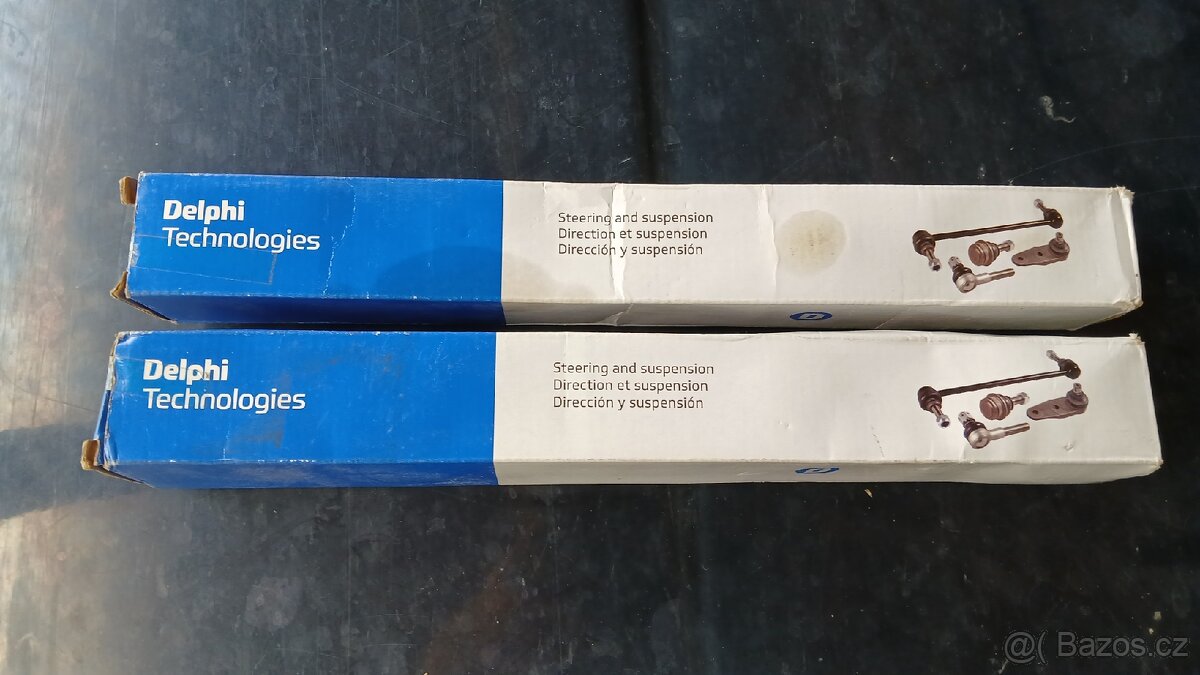 Delphi
Technologies
Steering and suspension
Direction et suspension
Dirección y suspensión
Delphi
Technologies
Steering and suspension
Direction et suspension
Dirección y suspensión
@( Bazos.cz